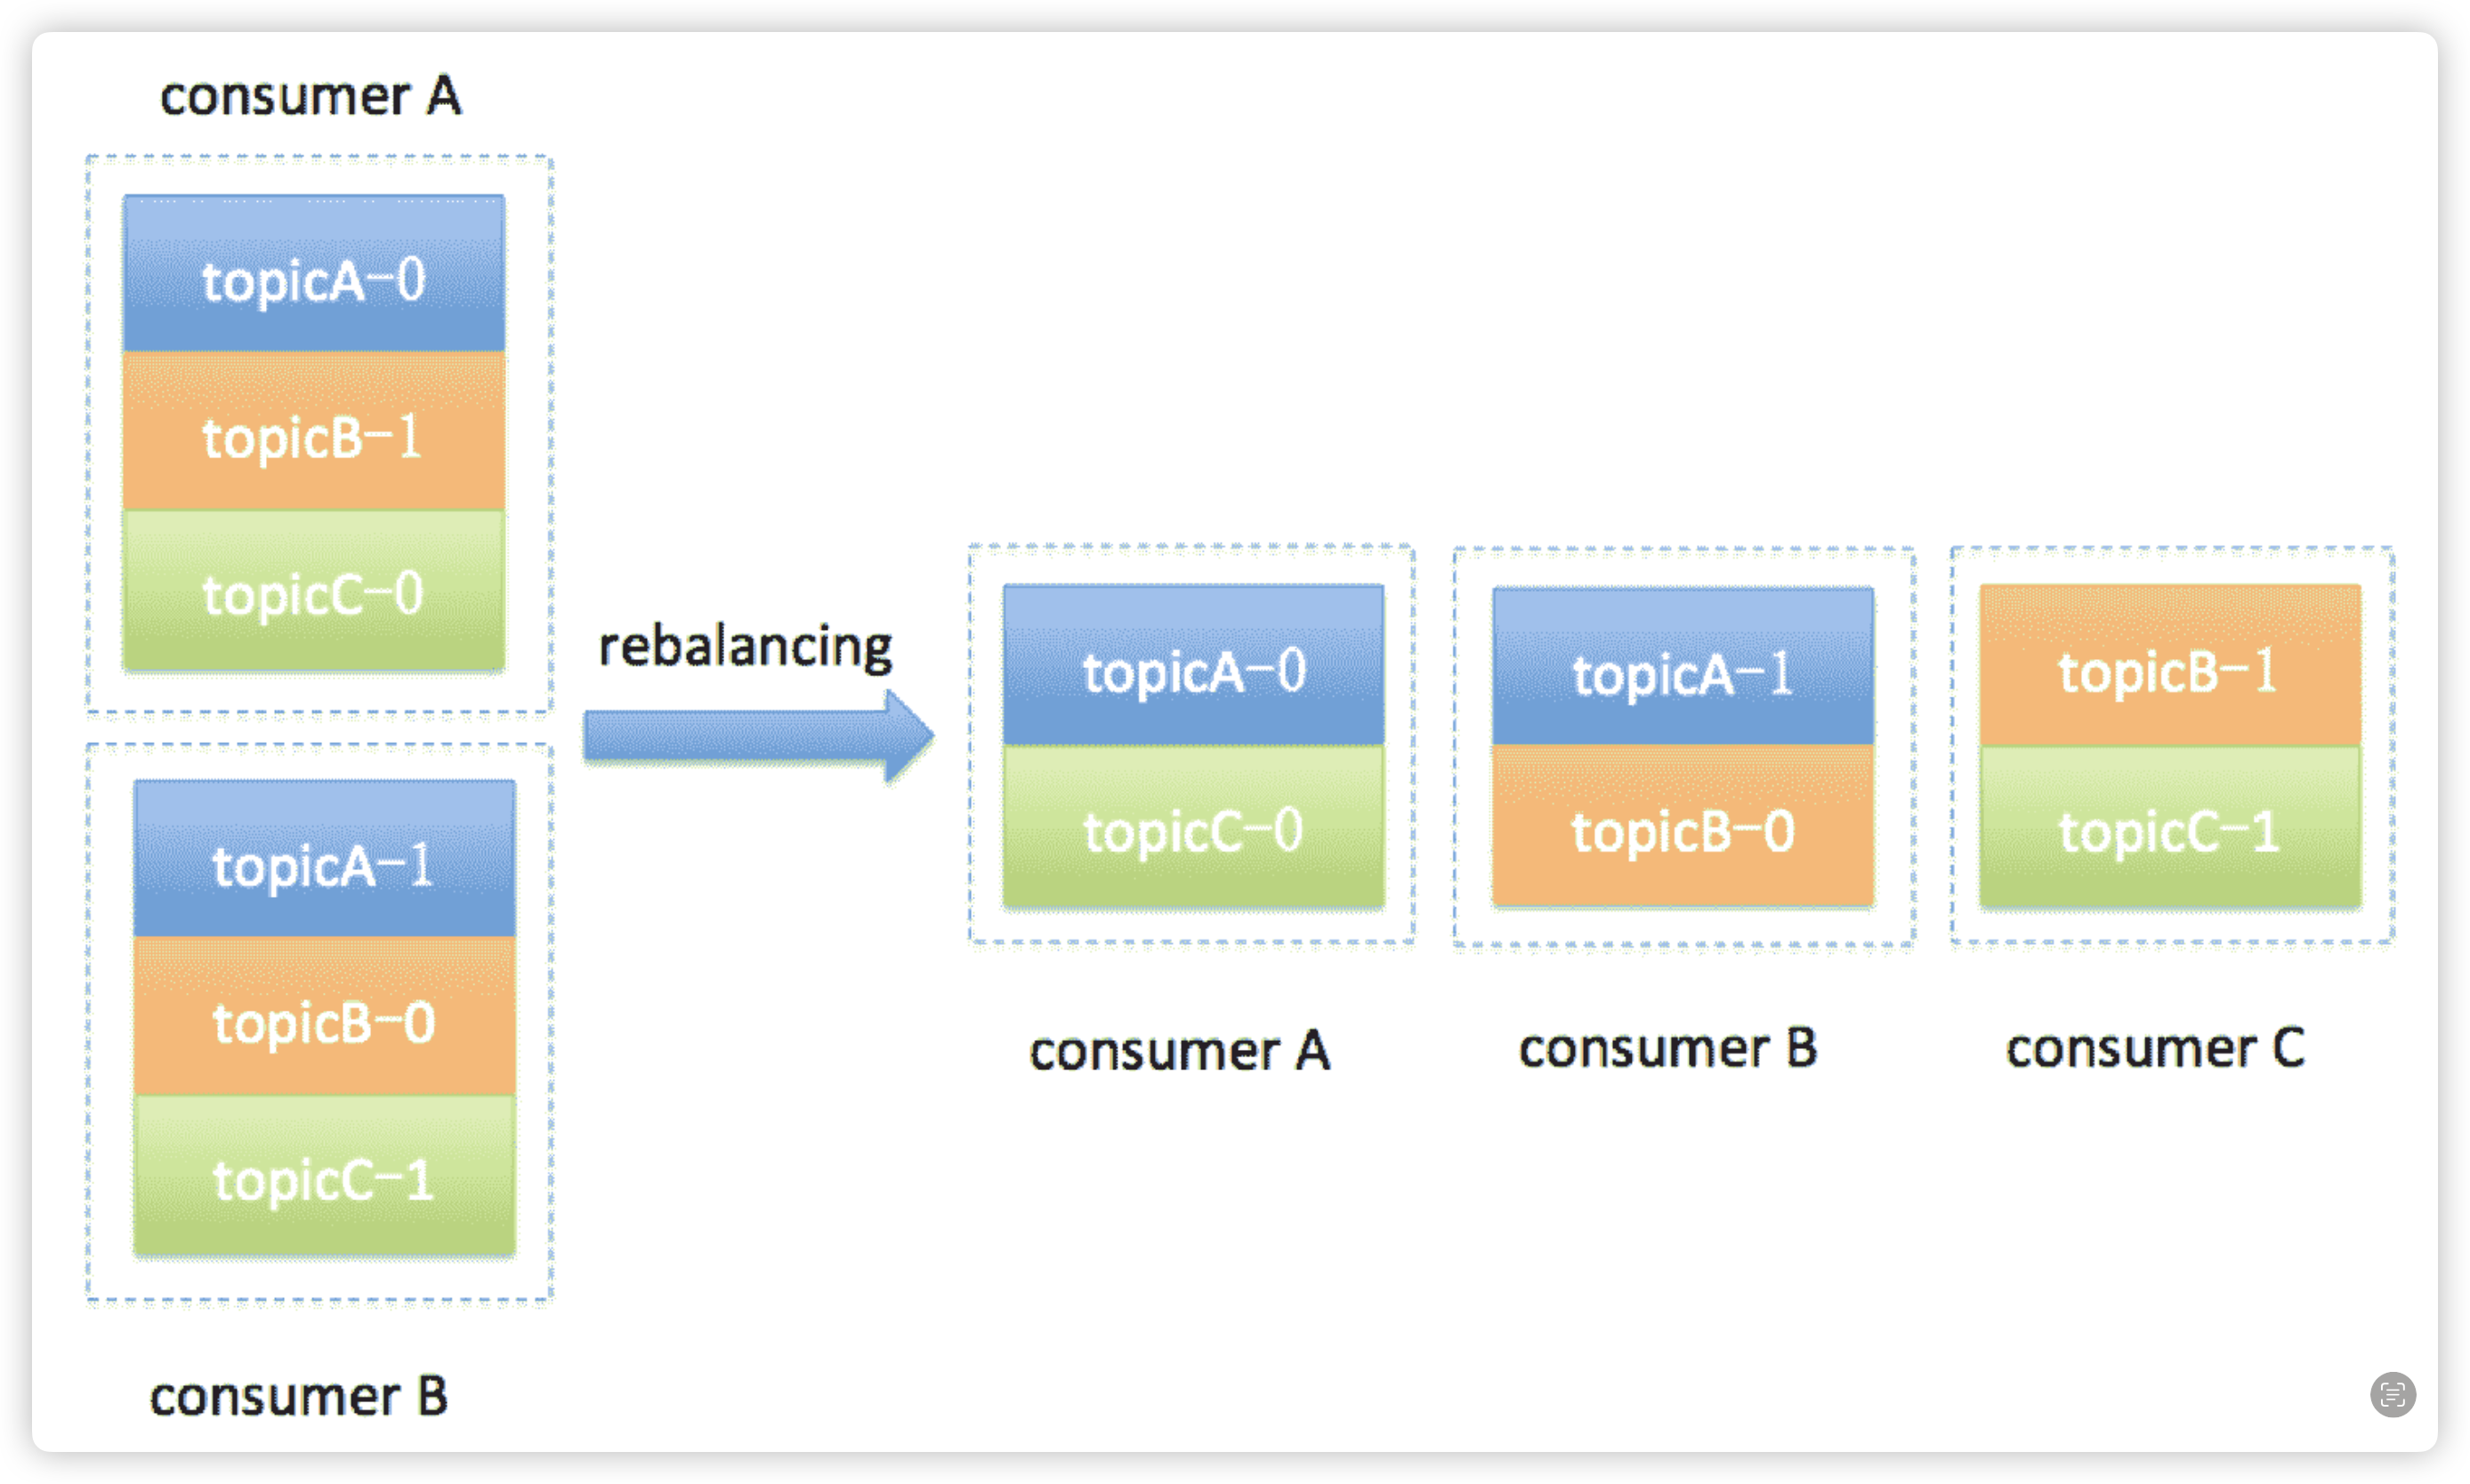 consumer A
topicA-0
topicB-1
topicC-0
topicA-1
topicB-0
topicC-1
consumer B
rebalancing
topicA-0
topicC-0
consumer A
topicA-1
topicB-0
consumer B
topicB-1
topicC-1
consumer C